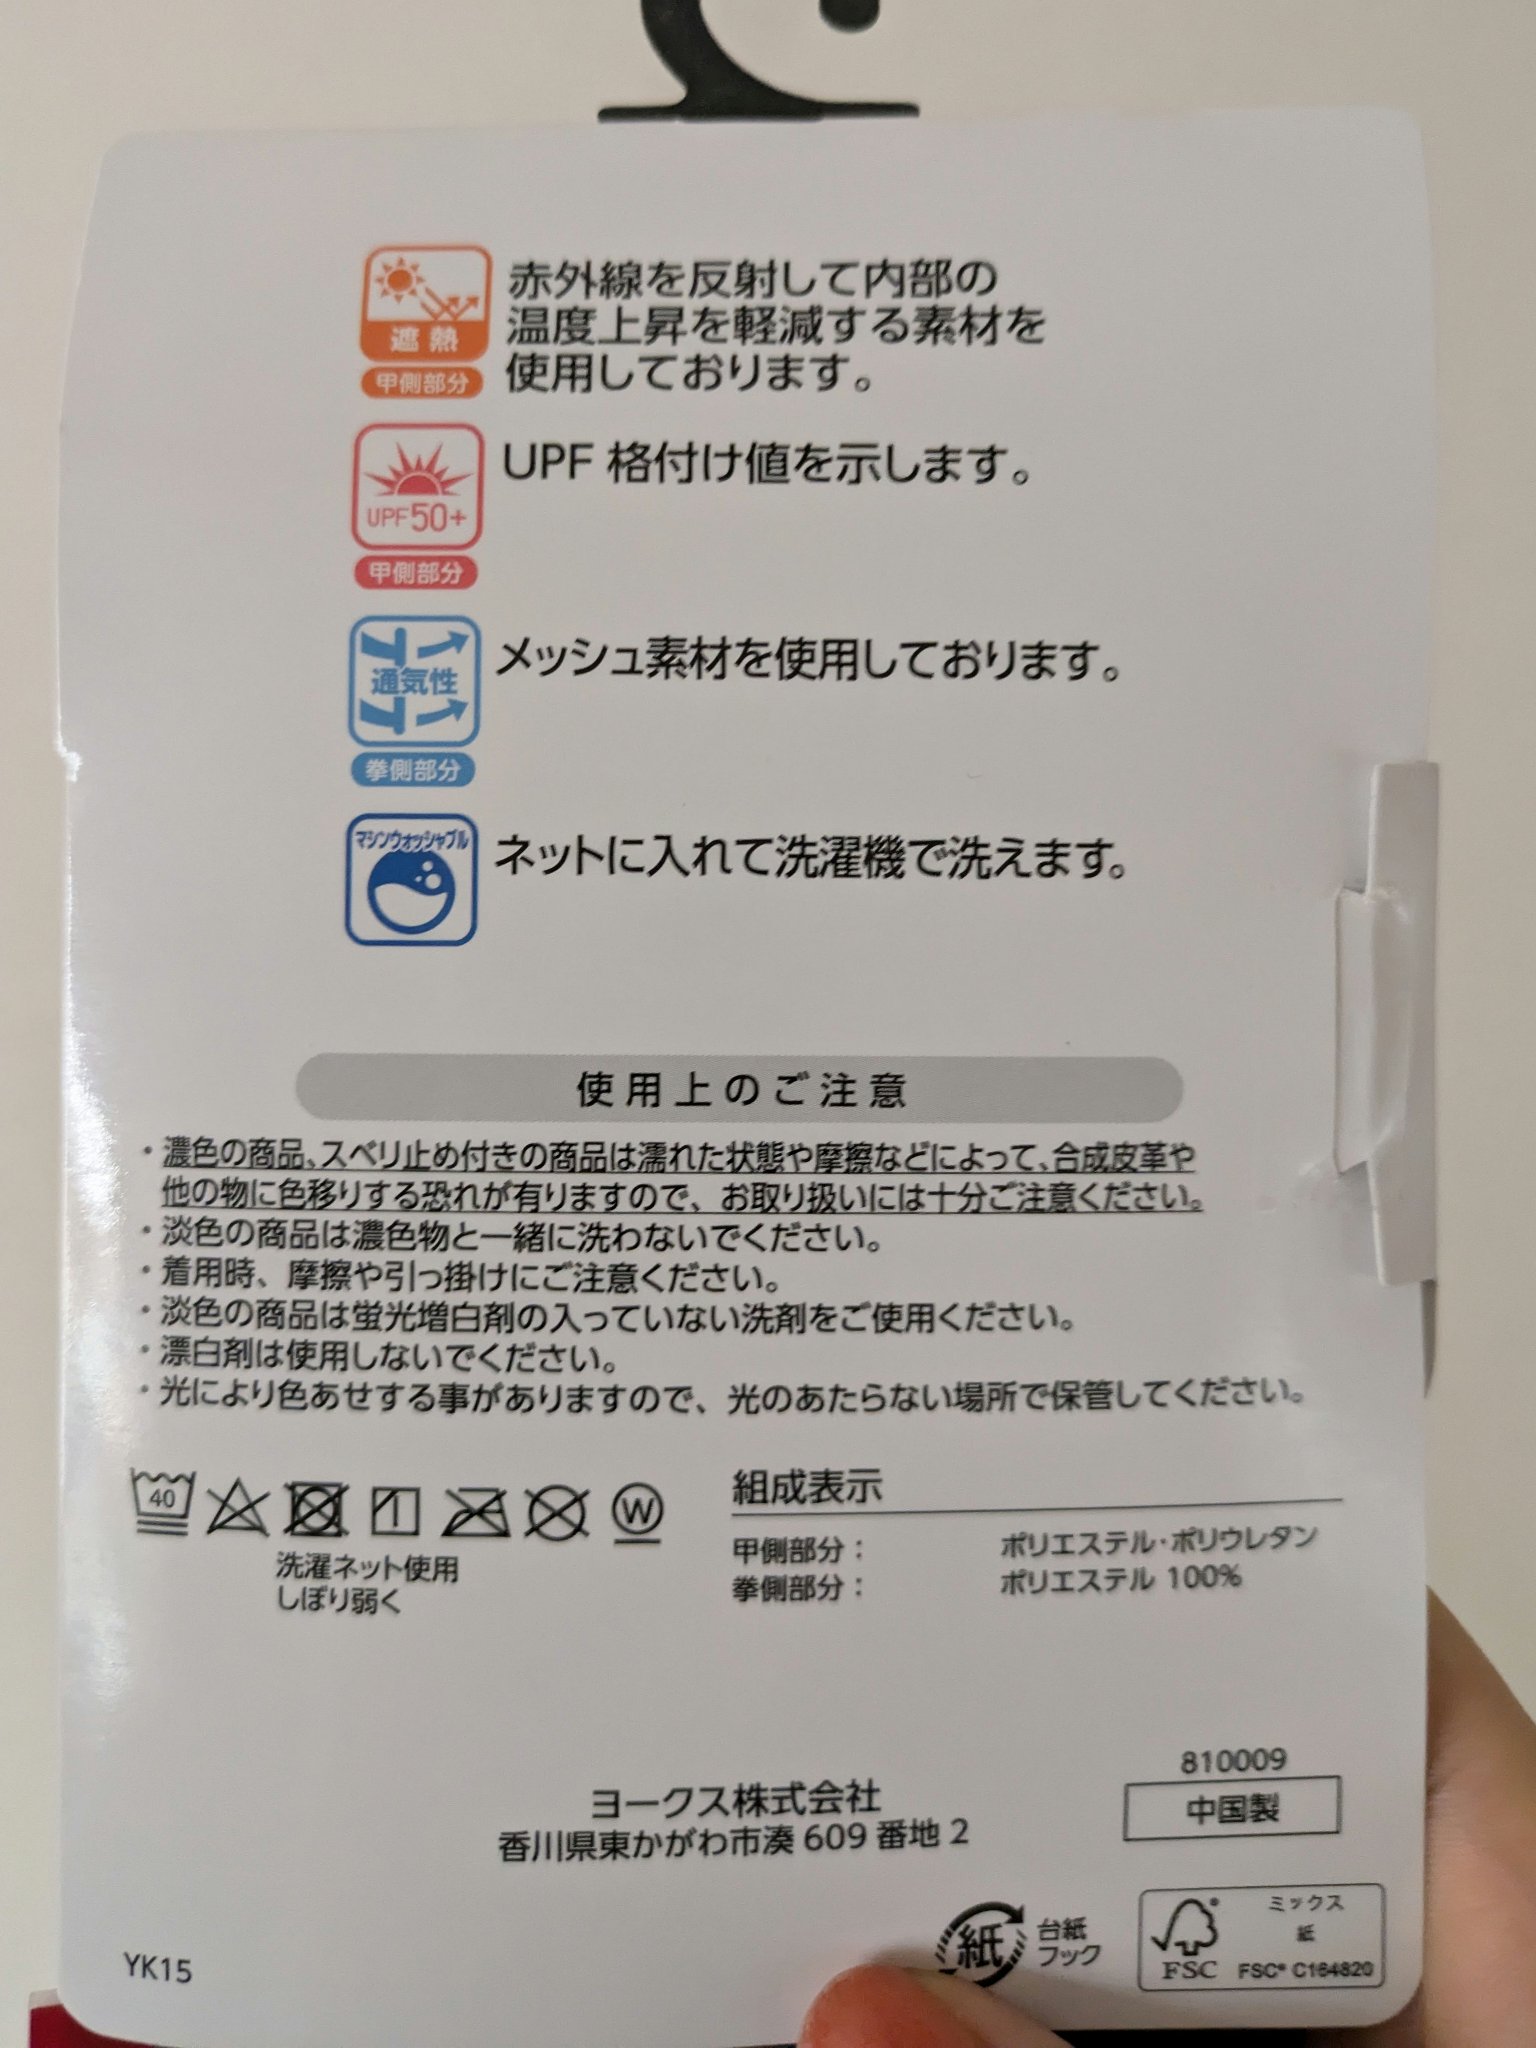 遮熱
甲側部分
赤外線を反射して内部の
温度上昇を軽減する素材を
使用しております。
UPF50+
甲側部分
UPF 格付け値を示します。
通気性
拳側部分
メッシュ素材を使用しております。
マシンウォッシャブル
ネットに入れて洗濯機で洗えます。
使用上のご注意
・濃色の商品、スベリ止め付きの商品は濡れた状態や摩擦などによって、合成皮革や
他の物に色移りする恐れが有りますので、お取り扱いには十分ご注意ください。
・淡色の商品は濃色物と一緒に洗わないでください。
・着用時、摩擦や引っ掛けにご注意ください。
・淡色の商品は蛍光増白剤の入っていない洗剤をご使用ください。
・漂白剤は使用しないでください。
・光により色あせする事がありますので、光のあたらない場所で保管してください。
40
W
洗濯ネット使用
しぼり弱く
組成表示
甲側部分： ポリエステル・ポリウレタン
拳側部分： ポリエステル 100%
ヨークス株式会社
香川県東かがわ市湊 609 番地 2
810009
中国製
紙
台紙
フック
FSC
ミックス
紙
FSC® C164820
YK15